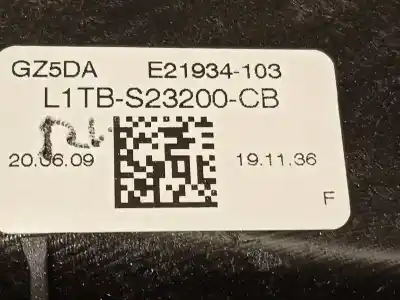 GZ5DA E21934-103
L1TB-S23200-CB
20.06.09 19.11.36
F